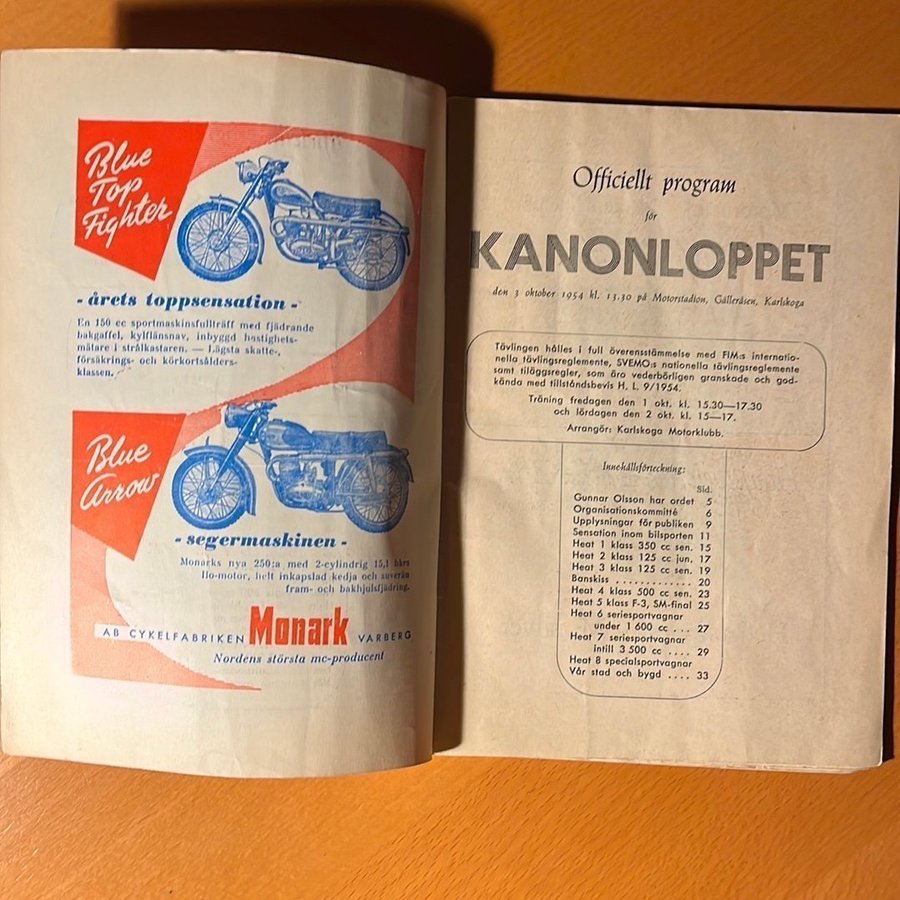 Blue
Top
Fighter
- årets toppsensation -
En 150 cc sportmaskinsfullträff med fjädrande
bakgaffel, kylflänsnav, inbyggd hastighets-
mätare i strålkastaren. — Lägsta skatte-,
försäkrings- och körkortsålders-
klassen.
Blue
Arrow
- segermaskinen -
Monarks nya 250:a med 2-cylindrig 15,1 hkrs
Ilo-motor, helt inkapslad kedja och suverän
fram- och bakhjulsfjädring.
AB CYKELFABRIKEN Monark VARBERG
Nordens största mc-producent
Officiellt program
för
KANONLOPPET
den 3 oktober 1954 kl. 13.30 på Motorstadion, Gälleråsen, Karlskoga
Tävlingen hålles i full överensstämmelse med FIM:s internatio-
nella tävlingsreglemente, SVEMO:s nationella tävlingsreglemente
samt tilläggsregler, som äro vederbörligen granskade och god-
kända med tillståndsbevis H. L. 9/1954.
Träning fredagen den 1 okt. kl. 15.30—17.30
och lördagen den 2 okt. kl. 15—17.
Arrangör: Karlskoga Motorklubb.
Innehållsförteckning:
Sid.
Gunnar Olsson har ordet 5
Organisationskommitté 6
Upplysningar för publiken 9
Sensation inom bilsporten 11
Heat 1 klass 350 cc sen. 15
Heat 2 klass 125 cc jun. 17
Heat 3 klass 125 cc sen. 19
Banskiss ............. 20
Heat 4 klass 500 cc sen. 23
Heat 5 klass F-3, SM-final 25
Heat 6 seriesportvagnar
under 1 600 cc ... 27
Heat 7 seriesportvagnar
intill 3 500 cc .... 29
Heat 8 specialsportvagnar
Vår stad och bygd .... 33